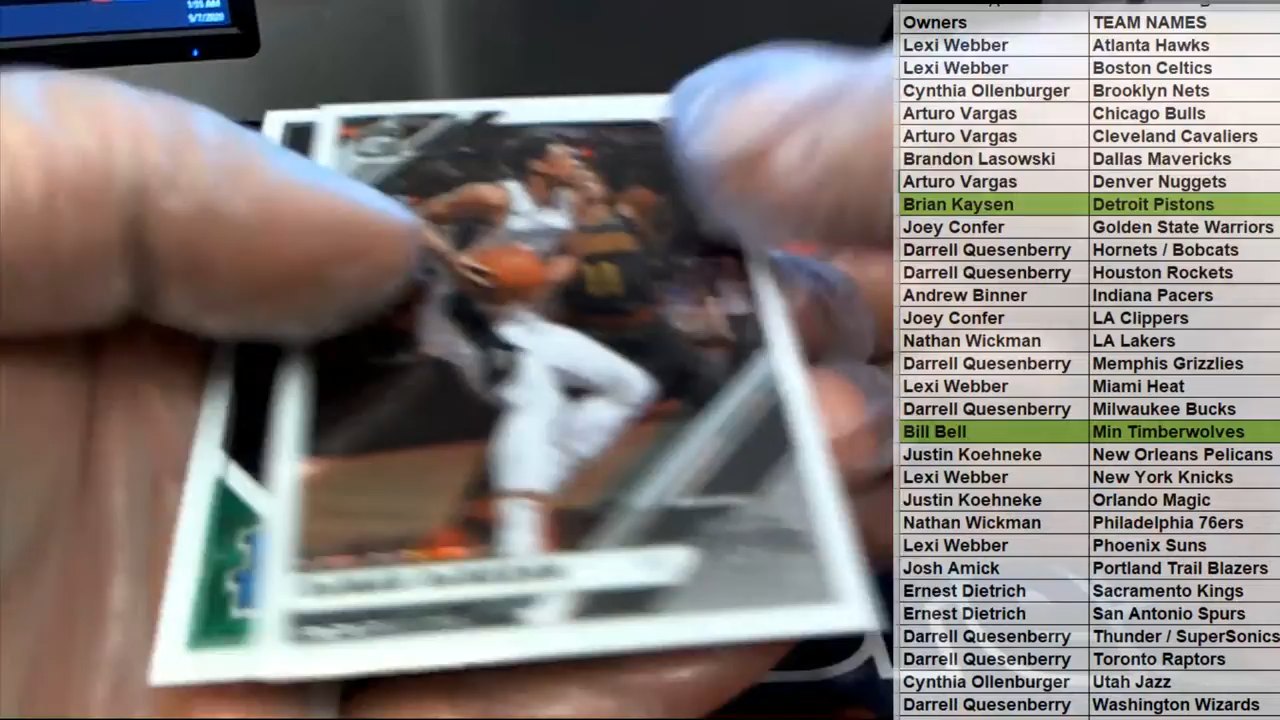 1:55 AM
9/7/2020
Owners TEAM NAMES
Lexi Webber Atlanta Hawks
Lexi Webber Boston Celtics
Cynthia Ollenburger Brooklyn Nets
Arturo Vargas Chicago Bulls
Arturo Vargas Cleveland Cavaliers
Brandon Lasowski Dallas Mavericks
Arturo Vargas Denver Nuggets
Brian Kaysen Detroit Pistons
Joey Confer Golden State Warriors
Darrell Quesenberry Hornets / Bobcats
Darrell Quesenberry Houston Rockets
Andrew Binner Indiana Pacers
Joey Confer LA Clippers
Nathan Wickman LA Lakers
Darrell Quesenberry Memphis Grizzlies
Lexi Webber Miami Heat
Darrell Quesenberry Milwaukee Bucks
Bill Bell Min Timberwolves
Justin Koehneke New Orleans Pelicans
Lexi Webber New York Knicks
Justin Koehneke Orlando Magic
Nathan Wickman Philadelphia 76ers
Lexi Webber Phoenix Suns
Josh Amick Portland Trail Blazers
Ernest Dietrich Sacramento Kings
Ernest Dietrich San Antonio Spurs
Darrell Quesenberry Thunder / SuperSonics
Darrell Quesenberry Toronto Raptors
Cynthia Ollenburger Utah Jazz
Darrell Quesenberry Washington Wizards